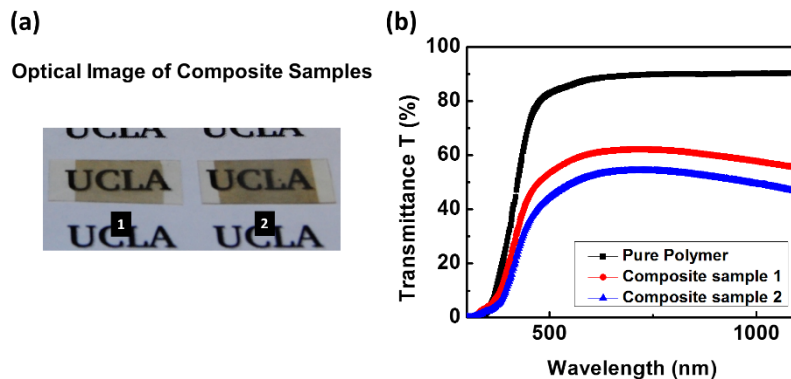 (a)
Optical Image of Composite Samples
UCLA UCLA
UCLA UCLA
1 2
UCLA UCLA
(b)
Transmittance T (%)
100
80
60
40
20
0
Pure Polymer
Composite sample 1
Composite sample 2
500 1000
Wavelength (nm)